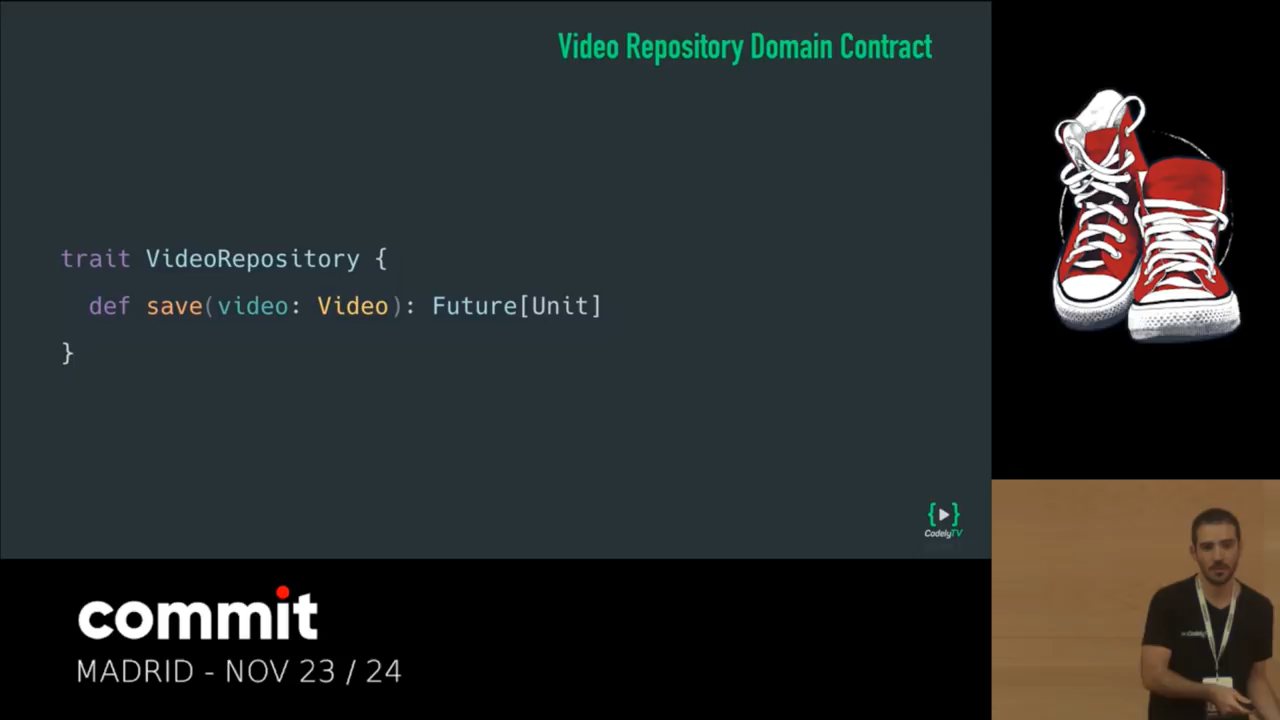 Video Repository Domain Contract
trait VideoRepository {
def save(video: Video): Future[Unit]
}
{▶}
CodelyTV
commit
MADRID - NOV 23 / 24